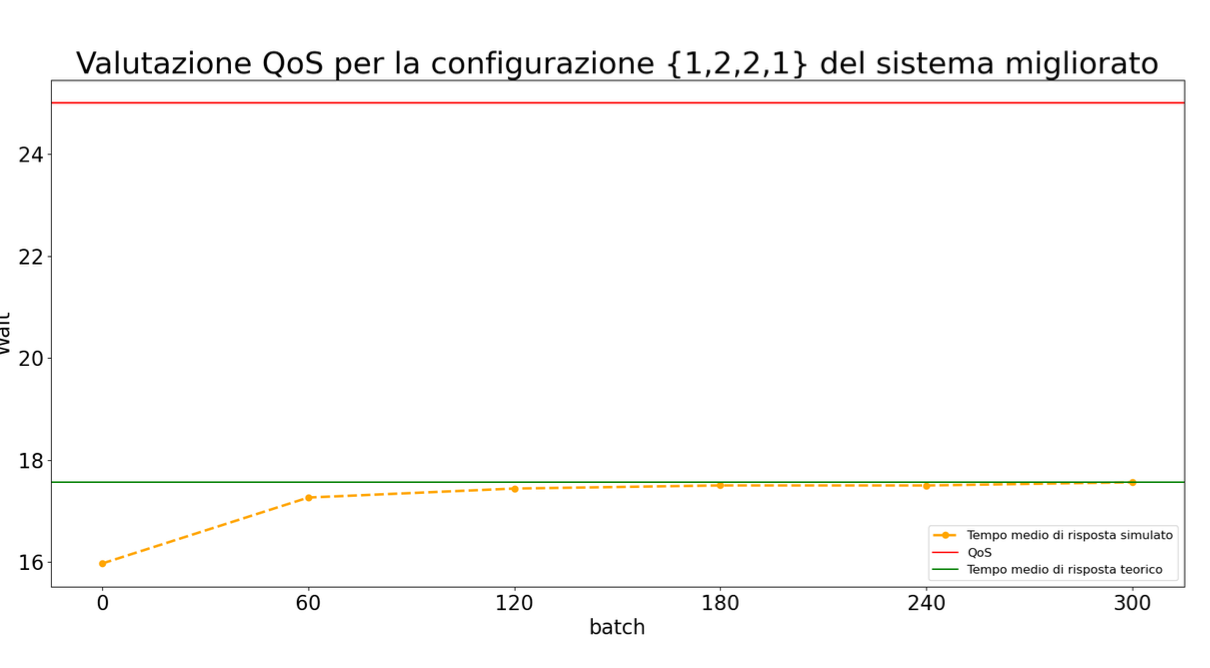 Valutazione QoS per la configurazione {1,2,2,1} del sistema migliorato
24
22
20
18
16
Wait
0 60 120 180 240 300
batch
Tempo medio di risposta simulato
QoS
Tempo medio di risposta teorico